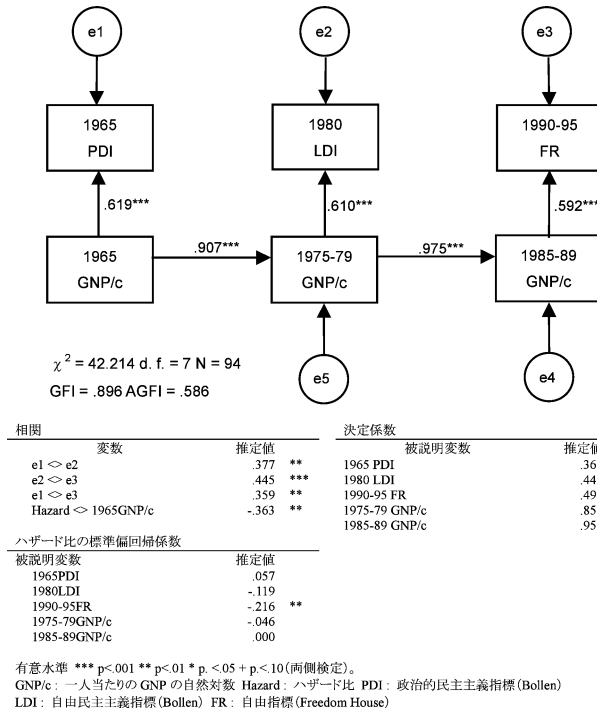 e1
e2
e3
1965
PDI
1980
LDI
1990-95
FR
.619***
.610***
.592***
1965
GNP/c
.907***
1975-79
GNP/c
.975***
1985-89
GNP/c
χ² = 42.214 d. f. = 7 N = 94
GFI = .896 AGFI = .586
e5
e4
相関
変数 推定値
e1 <> e2 .377 **
e2 <> e3 .445 ***
e1 <> e3 .359 **
Hazard <> 1965GNP/c -.363 **
決定係数
被説明変数 推定値
1965 PDI .36
1980 LDI .44
1990-95 FR .49
1975-79 GNP/c .85
1985-89 GNP/c .95
ハザード比の標準偏回帰係数
被説明変数 推定値
1965PDI .057
1980LDI -.119
1990-95FR -.216 **
1975-79GNP/c -.046
1985-89GNP/c .000
有意水準 *** p<.001 ** p<.01 * p. <.05 + p.<.10(両側検定)。
GNP/c : 一人当たりの GNP の自然対数 Hazard : ハザード比 PDI : 政治的民主主義指標(Bollen)
LDI : 自由民主主義指標(Bollen) FR : 自由指標(Freedom House)